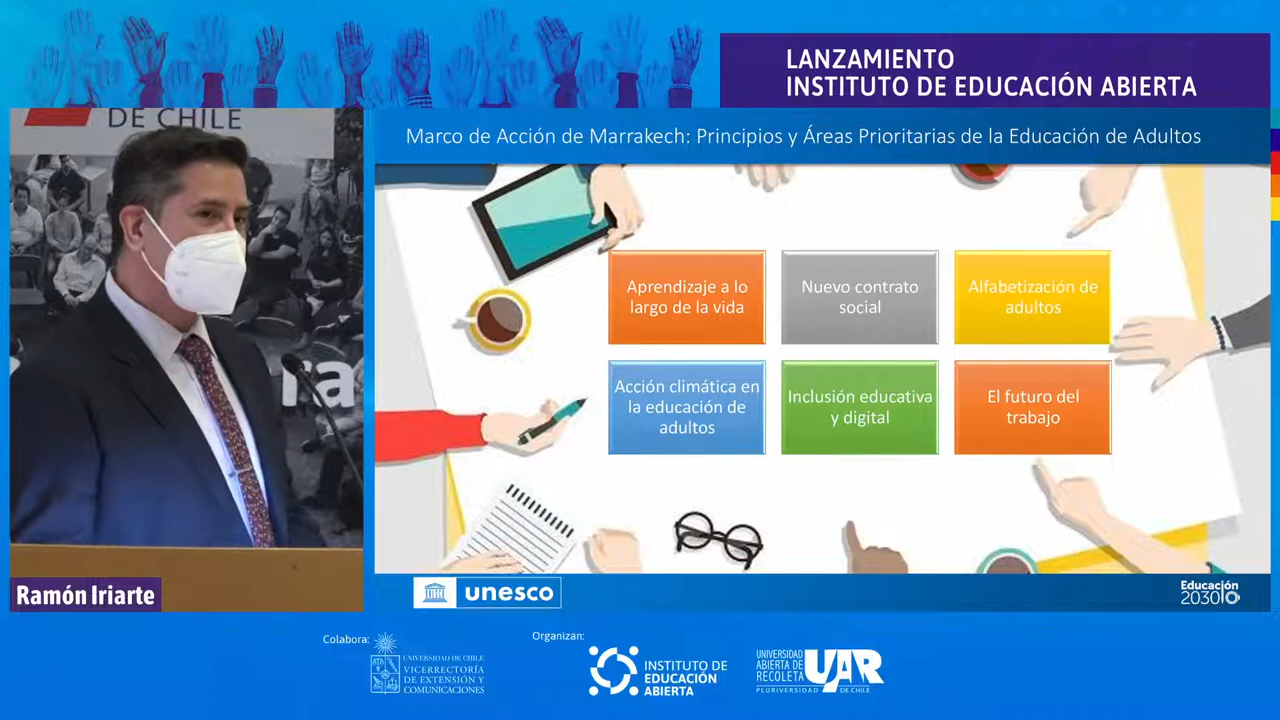 LANZAMIENTO
INSTITUTO DE EDUCACIÓN ABIERTA
DE CHILE
Marco de Acción de Marrakech: Principios y Áreas Prioritarias de la Educación de Adultos
Aprendizaje a lo
largo de la vida
Nuevo contrato
social
Alfabetización de
adultos
Acción climática en
la educación de
adultos
Inclusión educativa
y digital
El futuro del
trabajo
ra
Ramón Iriarte
unesco
Educación
2030
Colabora:
UNIVERSIDAD DE CHILE
VICERRECTORÍA
DE EXTENSIÓN Y
COMUNICACIONES
Organizan:
INSTITUTO DE
EDUCACIÓN
ABIERTA
UNIVERSIDAD
ABIERTA DE
RECOLETA
UAR
PLURIVERSIDAD DE CHILE